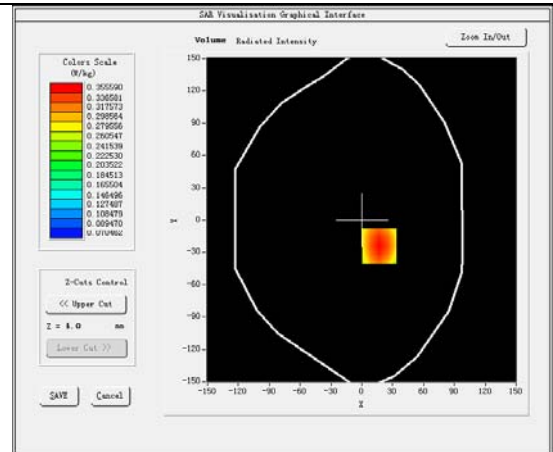 SAR Visualisation Graphical Interface
Volume Radiated Intensity
Zoom In/Out
Colors Scale
(W/kg)
0.355590
0.336581
0.317573
0.298564
0.279556
0.260547
0.241539
0.222530
0.203522
0.184513
0.165504
0.146496
0.127487
0.108479
0.089470
0.070462
150
120
90
60
30
0
-30
-60
-90
-120
-150
Y
-150 -120 -90 -60 -30 0 30 60 90 120 150
X
Z-Cuts Control
<< Upper Cut
Z = 4.0 mm
Lower Cut >>
SAVE Cancel